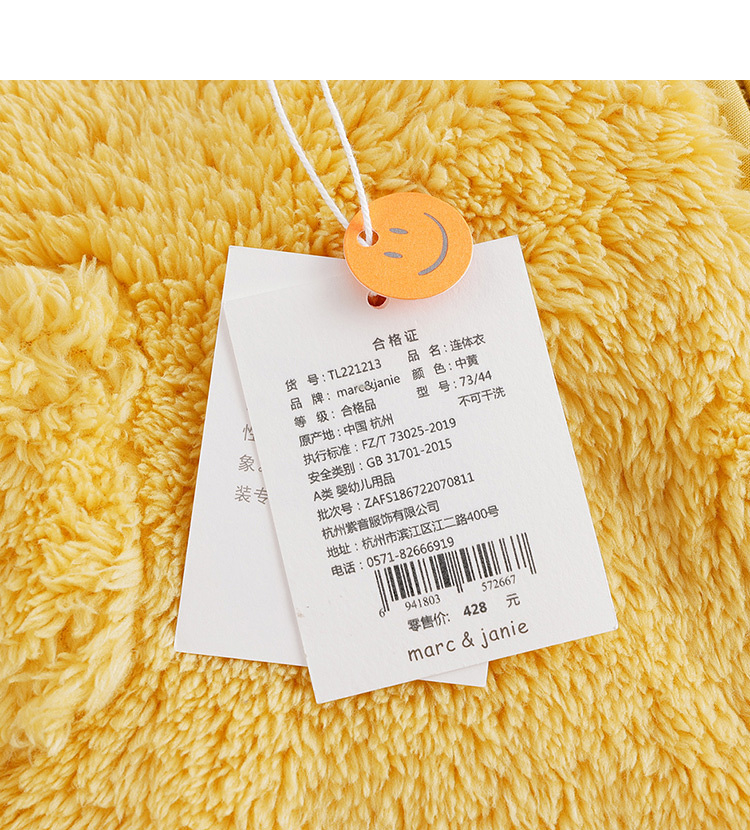 合格证
货 号：TL221213 品 名：连体衣
品 牌：marc&janie 颜 色：中黄
等 级：合格品 型 号：73/44
原产地：中国 杭州 不可干洗
执行标准：FZ/T 73025-2019
安全类别：GB 31701-2015
A类 婴幼儿用品
批次号：ZAFS186722070811
杭州紫音服饰有限公司
地址：杭州市滨江区江二路400号
电话：0571-82666919
6 941803 572667
零售价：428 元
marc & janie
性
象
装专